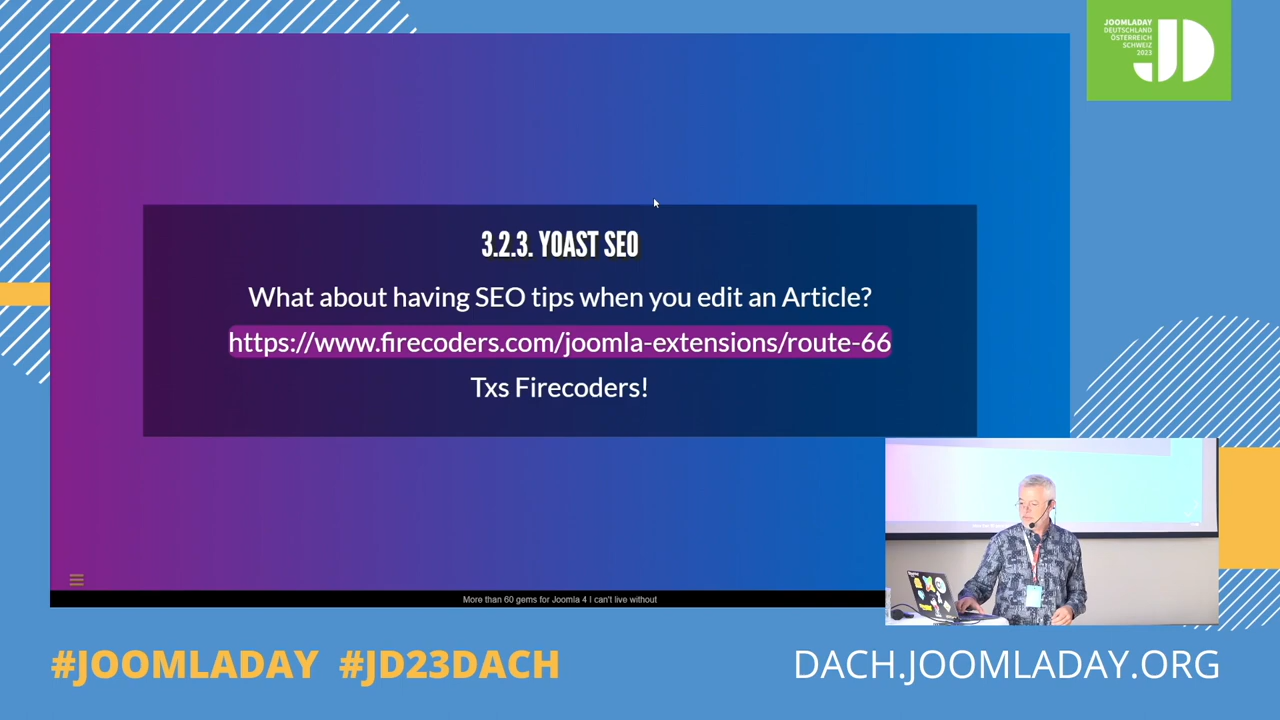 JOOMLADAY
DEUTSCHLAND
ÖSTERREICH
SCHWEIZ
2023
JD
3.2.3. YOAST SEO
What about having SEO tips when you edit an Article?
https://www.firecoders.com/joomla-extensions/route-66
Txs Firecoders!
More than 60 gems for Joomla 4 I can't live without
#JOOMLADAY #JD23DACH
DACH.JOOMLADAY.ORG